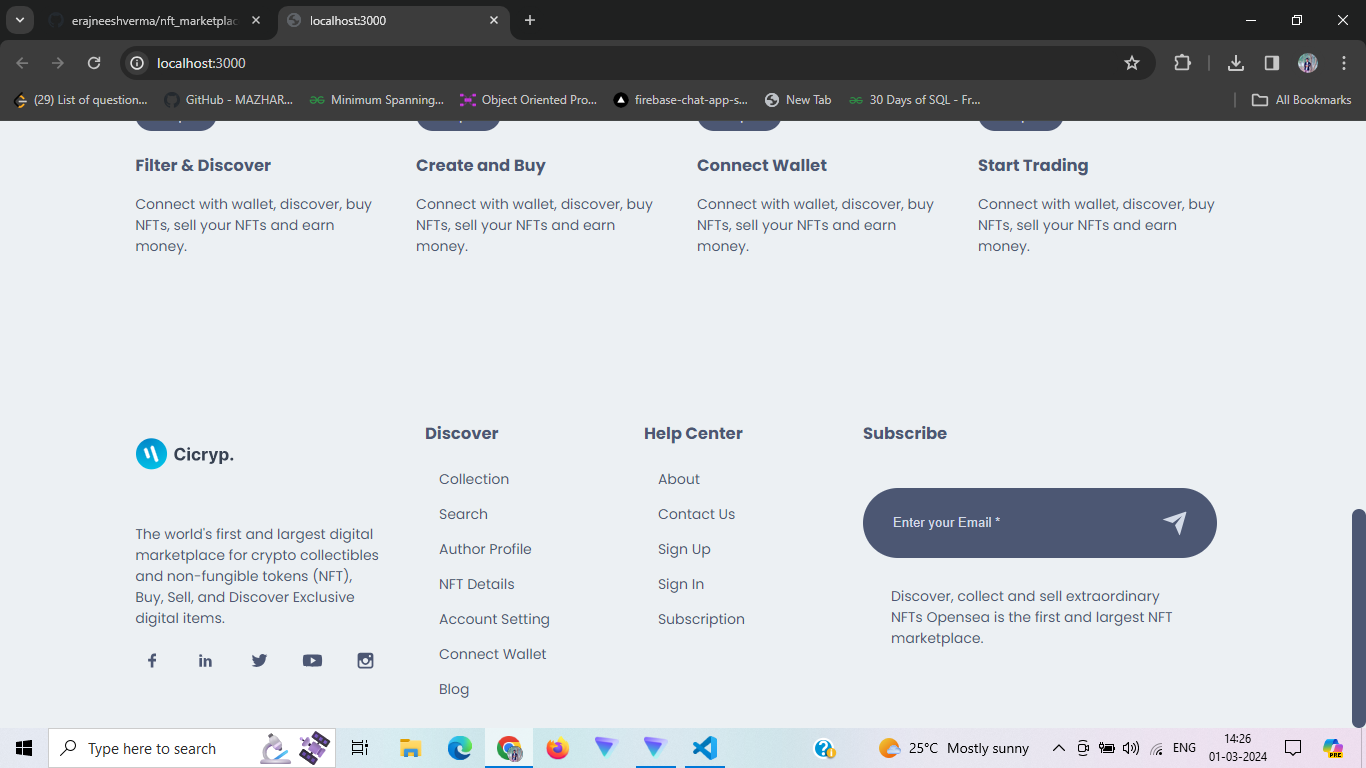 erajneeshverma/nft_marketplac
localhost:3000
localhost:3000
(29) List of question...
GitHub - MAZHAR...
Minimum Spanning...
Object Oriented Pro...
firebase-chat-app-s...
New Tab
30 Days of SQL - Fr...
All Bookmarks
Filter & Discover
Connect with wallet, discover, buy
NFTs, sell your NFTs and earn
money.
Create and Buy
Connect with wallet, discover, buy
NFTs, sell your NFTs and earn
money.
Connect Wallet
Connect with wallet, discover, buy
NFTs, sell your NFTs and earn
money.
Start Trading
Connect with wallet, discover, buy
NFTs, sell your NFTs and earn
money.
Cicryp.
The world's first and largest digital
marketplace for crypto collectibles
and non-fungible tokens (NFT),
Buy, Sell, and Discover Exclusive
digital items.
Discover
Collection
Search
Author Profile
NFT Details
Account Setting
Connect Wallet
Blog
Help Center
About
Contact Us
Sign Up
Sign In
Subscription
Subscribe
Enter your Email *
Discover, collect and sell extraordinary
NFTs Opensea is the first and largest NFT
marketplace.
Type here to search
25°C Mostly sunny
ENG
14:26
01-03-2024
PRE